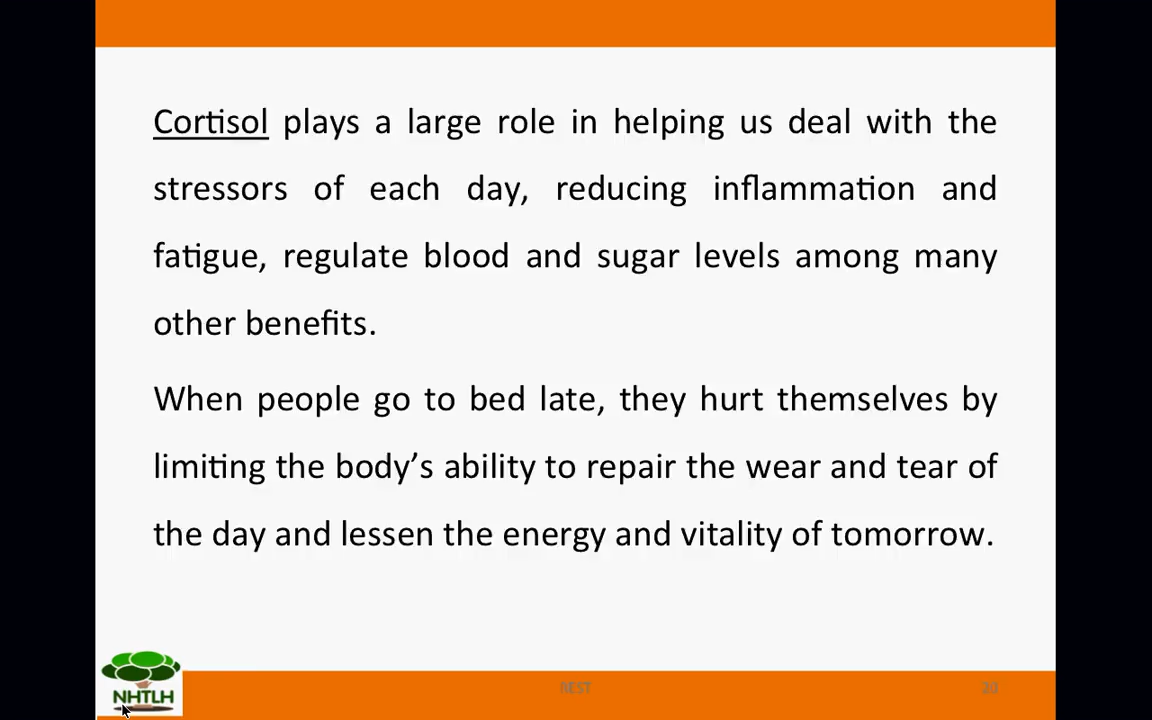 Cortisol plays a large role in helping us deal with the
stressors of each day, reducing inflammation and
fatigue, regulate blood and sugar levels among many
other benefits.
When people go to bed late, they hurt themselves by
limiting the body's ability to repair the wear and tear of
the day and lessen the energy and vitality of tomorrow.
NHTLH
REST
20